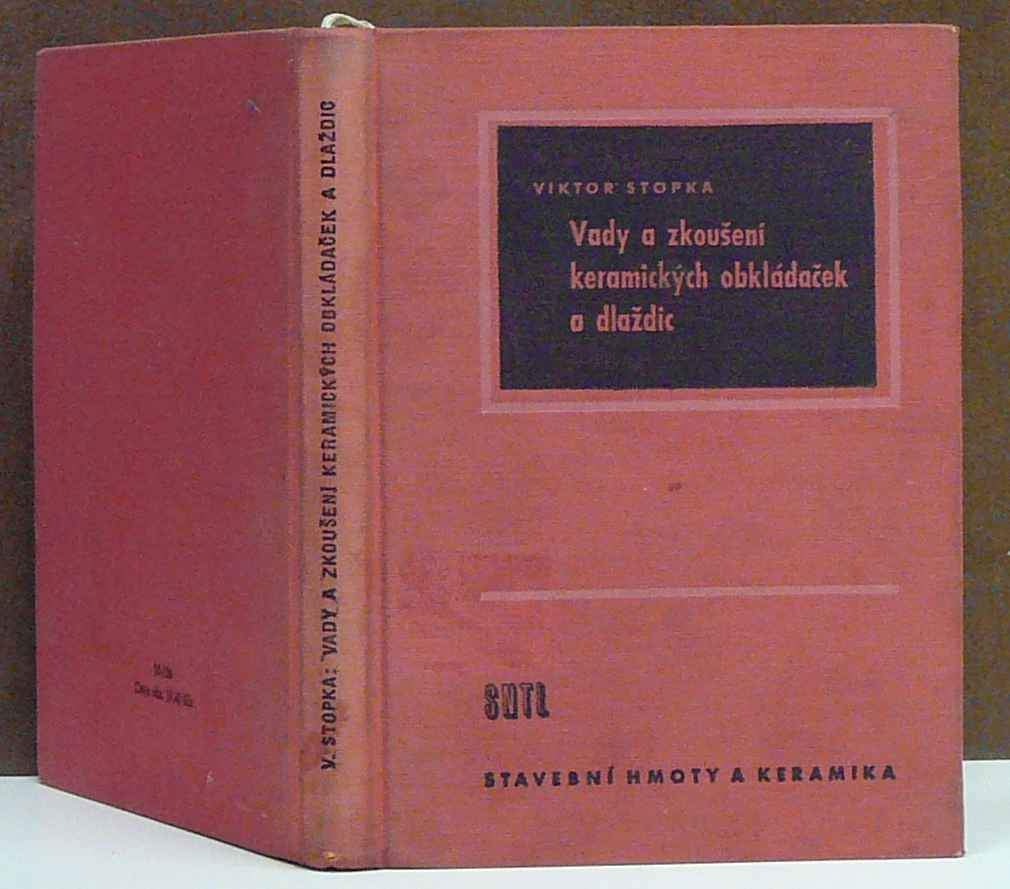 VIKTOR STOPKA
Vady a zkoušení
keramických obkládaček
a dlaždic
SNTL
STAVEBNÍ HMOTY A KERAMIKA
V. STOPKA: VADY A ZKOUŠENÍ KERAMICKÝCH OBKLÁDAČEK A DLAŽDIC